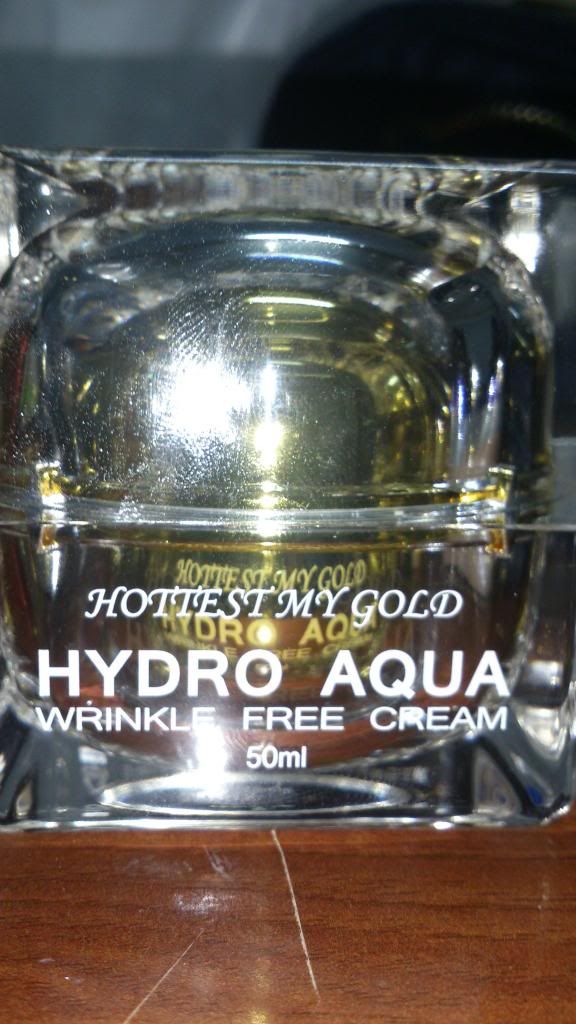 HOTTEST MY GOLD
HYDRO AQUA
WRINKLE FREE CREAM
50ml